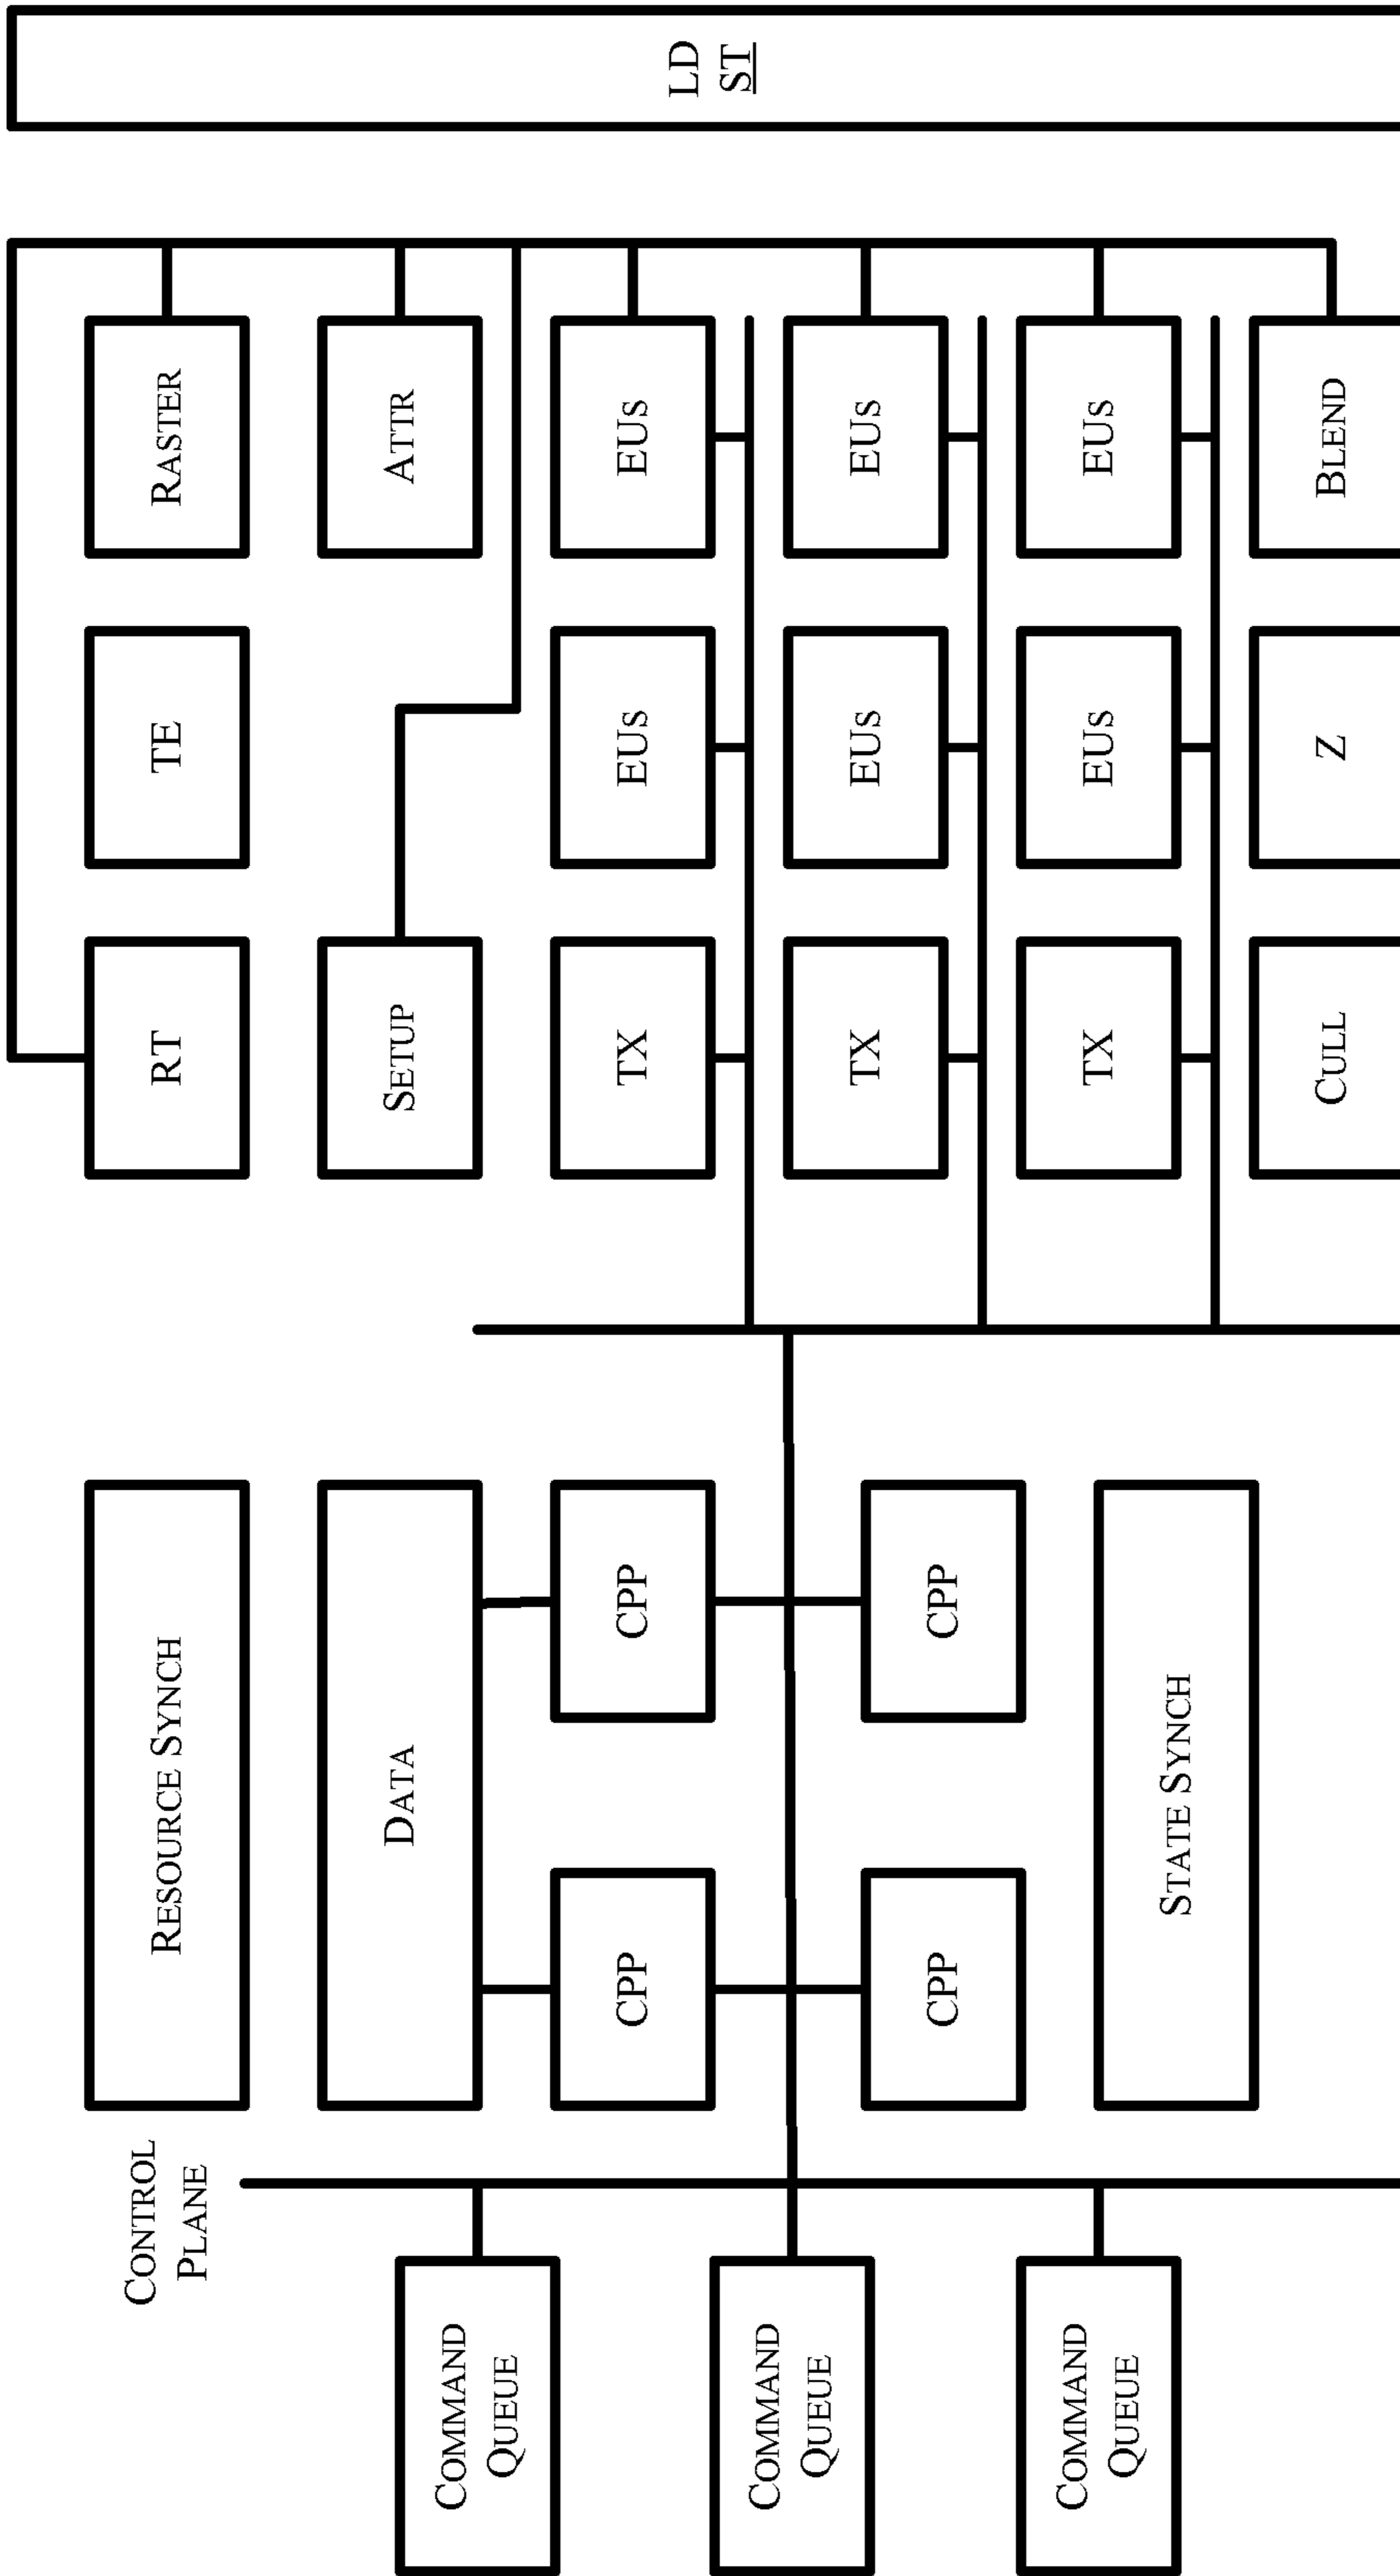 CONTROL
PLANE
RESOURCE SYNCH
RT
TE
RASTER
COMMAND
QUEUE
DATA
SETUP
ATTR
CPP
CPP
TX
EUS
EUS
LD
ST
COMMAND
QUEUE
TX
EUS
EUS
CPP
CPP
COMMAND
QUEUE
STATE SYNCH
TX
EUS
EUS
CULL
Z
BLEND